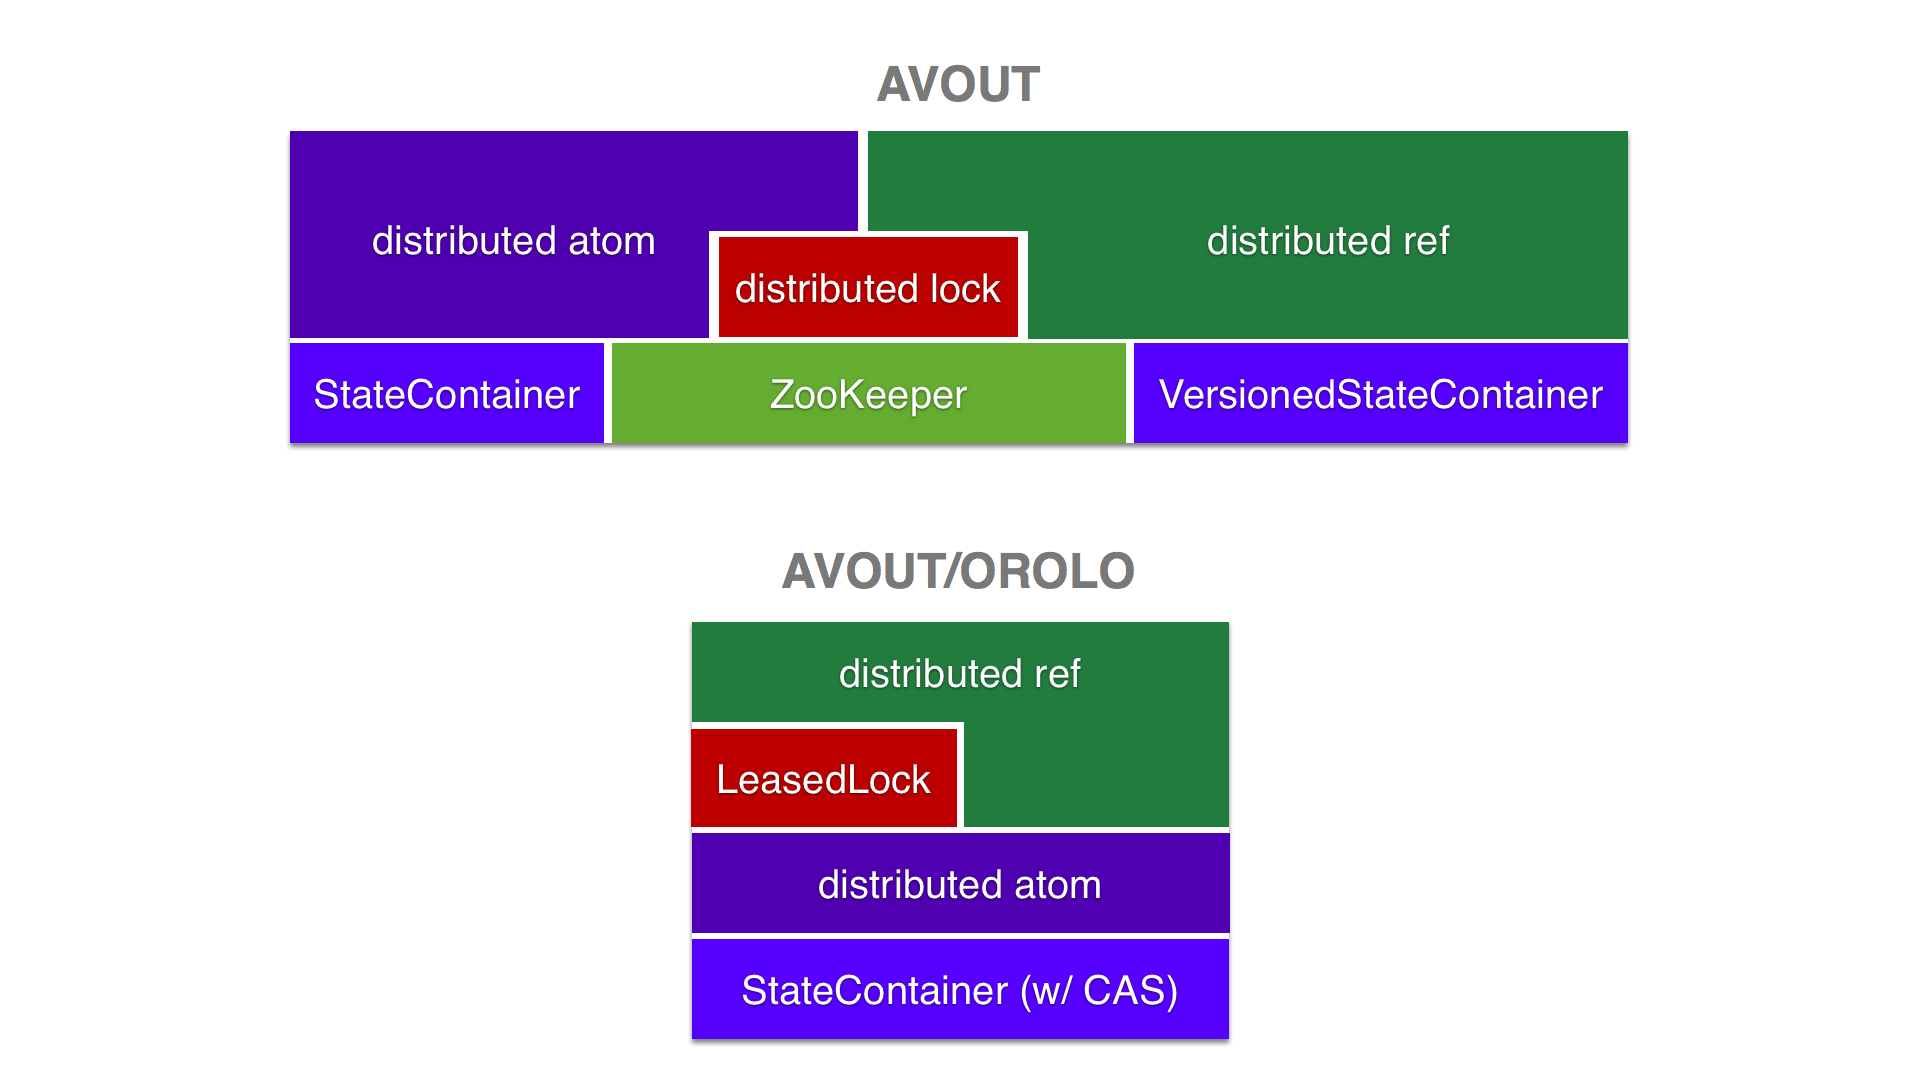 AVOUT
distributed atom
distributed ref
distributed lock
StateContainer
ZooKeeper
VersionedStateContainer
AVOUT/OROLO
distributed ref
LeasedLock
distributed atom
StateContainer (w/ CAS)